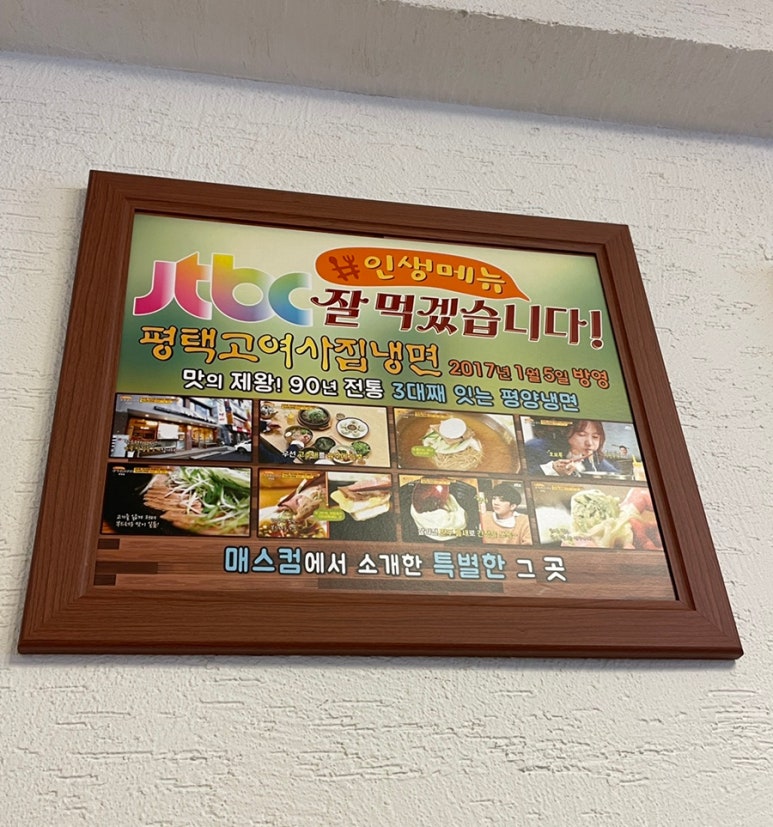 jtbc
#인생메뉴
잘 먹겠습니다!
평택고여사집냉면 2017년 1월 5일 방영
맛의 제왕! 90년 전통 3대째 잇는 평양냉면
매스컴에서 소개한 특별한 그 곳